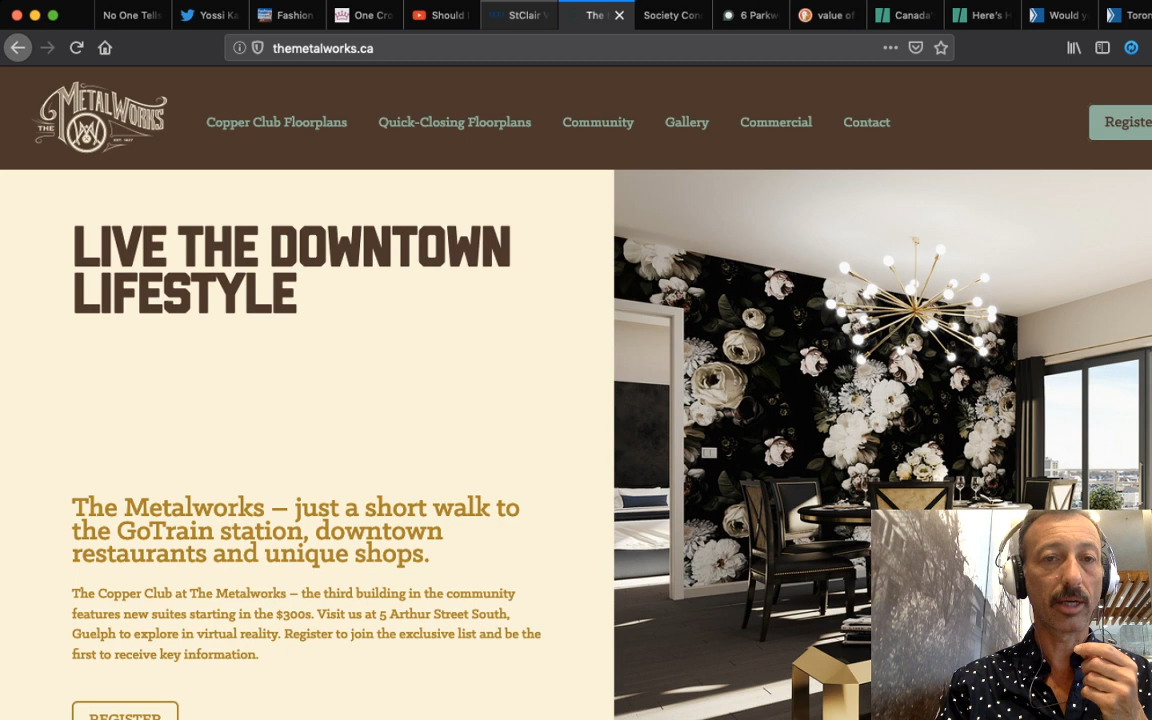 No One Tells
Yossi Ka
Fashion
One Cro
Should
StClair
The
Society Con
6 Parkw
value of
Canada'
Here's H
Would y
Toron
themetalworks.ca
THE METALWORKS
EST. 1827
Copper Club Floorplans
Quick-Closing Floorplans
Community
Gallery
Commercial
Contact
Registe
LIVE THE DOWNTOWN
LIFESTYLE
The Metalworks – just a short walk to
the GoTrain station, downtown
restaurants and unique shops.
The Copper Club at The Metalworks – the third building in the community
features new suites starting in the $300s. Visit us at 5 Arthur Street South,
Guelph to explore in virtual reality. Register to join the exclusive list and be the
first to receive key information.
REGISTER